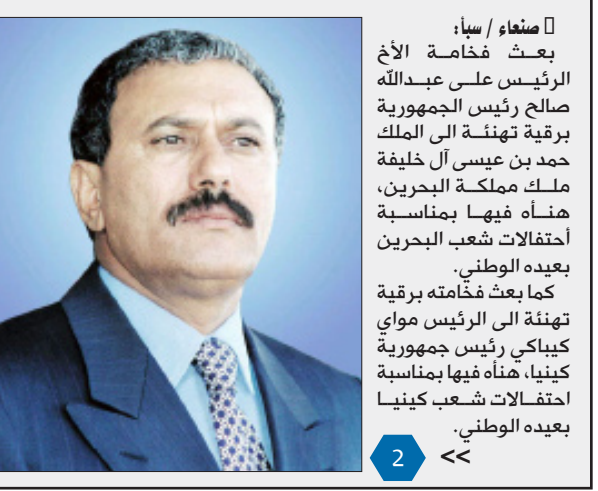 صنعاء / سبأ:
بعث فخامة الأخ
الرئيس على عبدالله
صالح رئيس الجمهورية
برقية تهنئة الى الملك
حمد بن عيسى آل خليفة
ملك مملكة البحرين،
هنأه فيها بمناسبة
أحتفالات شعب البحرين
بعيده الوطني.
كما بعث فخامته برقية
تهنئة الى الرئيس مواي
كيباكي رئيس جمهورية
كينيا، هنأه فيها بمناسبة
احتفالات شعب كينيا
بعيده الوطني.
>> 2